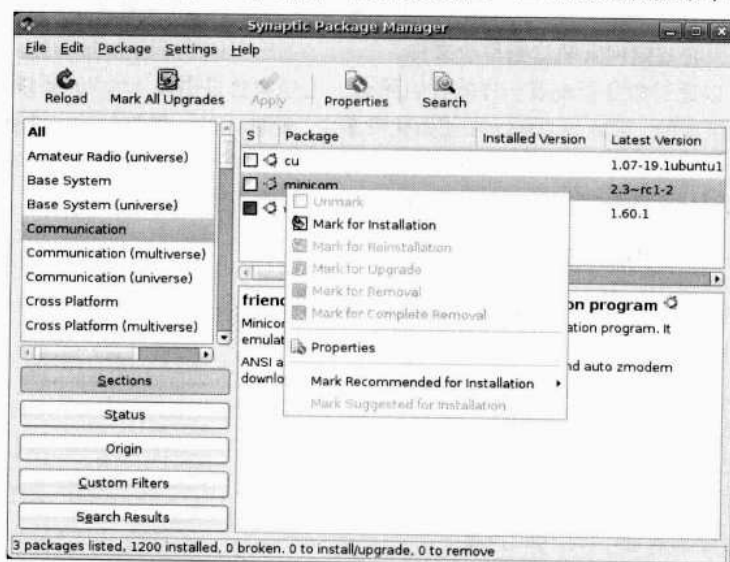 Synaptic Package Manager
File Edit Package Settings Help
Reload Mark All Upgrades Apply Properties Search
All
Amateur Radio (universe)
Base System
Base System (universe)
Communication
Communication (multiverse)
Communication (universe)
Cross Platform
Cross Platform (multiverse)
Sections
Status
Origin
Custom Filters
Search Results
S Package Installed Version Latest Version
cu 1.07-19.1ubuntu1
minicom 2.3~rc1-2
1.60.1
Unmark
Mark for Installation
Mark for Reinstallation
Mark for Upgrade
Mark for Removal
Mark for Complete Removal
Properties
Mark Recommended for Installation
Mark Suggested for Installation
frien on program
Minico ation program. It
emulat
ANSI a nd auto zmodem
downlo
3 packages listed, 1200 installed, 0 broken. 0 to install/upgrade, 0 to remove